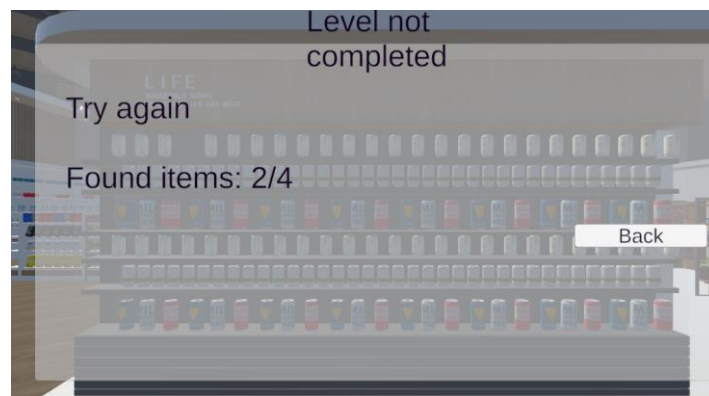 Level not
completed
LIFE
Try again
Found items: 2/4
Back